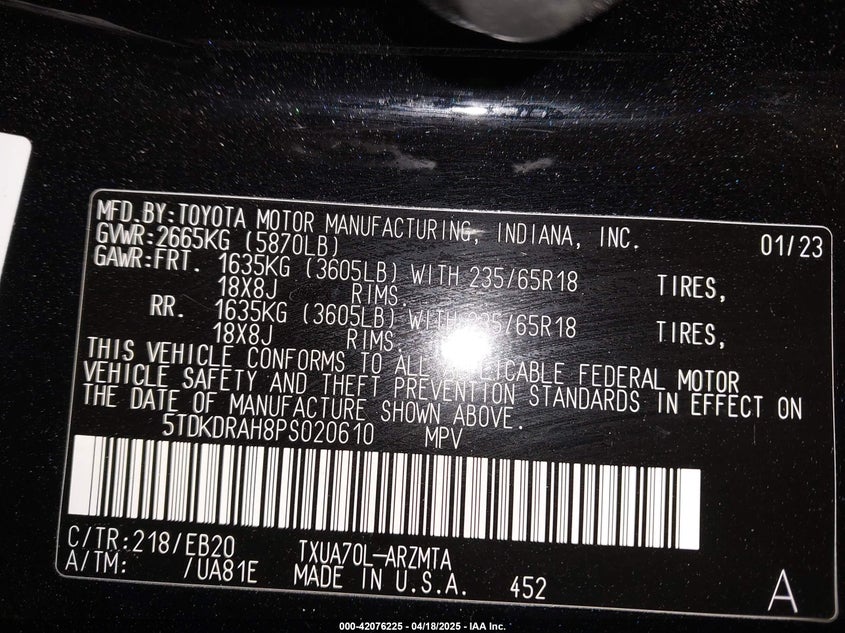 MFD.BY:TOYOTA MOTOR MANUFACTURING, INDIANA, INC. 01/23
GVWR:2665KG (5870LB)
GAWR:FRT. 1635KG (3605LB) WITH 235/65R18 TIRES,
18X8J RIMS,
RR. 1635KG (3605LB) WITH 235/65R18 TIRES,
18X8J RIMS
THIS VEHICLE CONFORMS TO ALL APPLICABLE FEDERAL MOTOR
VEHICLE SAFETY AND THEFT PREVENTION STANDARDS IN EFFECT ON
THE DATE OF MANUFACTURE SHOWN ABOVE.
5TDKDRAH8PS020610 MPV
C/TR:218/EB20 TXUA70L-ARZMTA
A/TM: /UA81E MADE IN U.S.A. 452 A
000-42076225 - 04/18/2025 - IAA Inc.